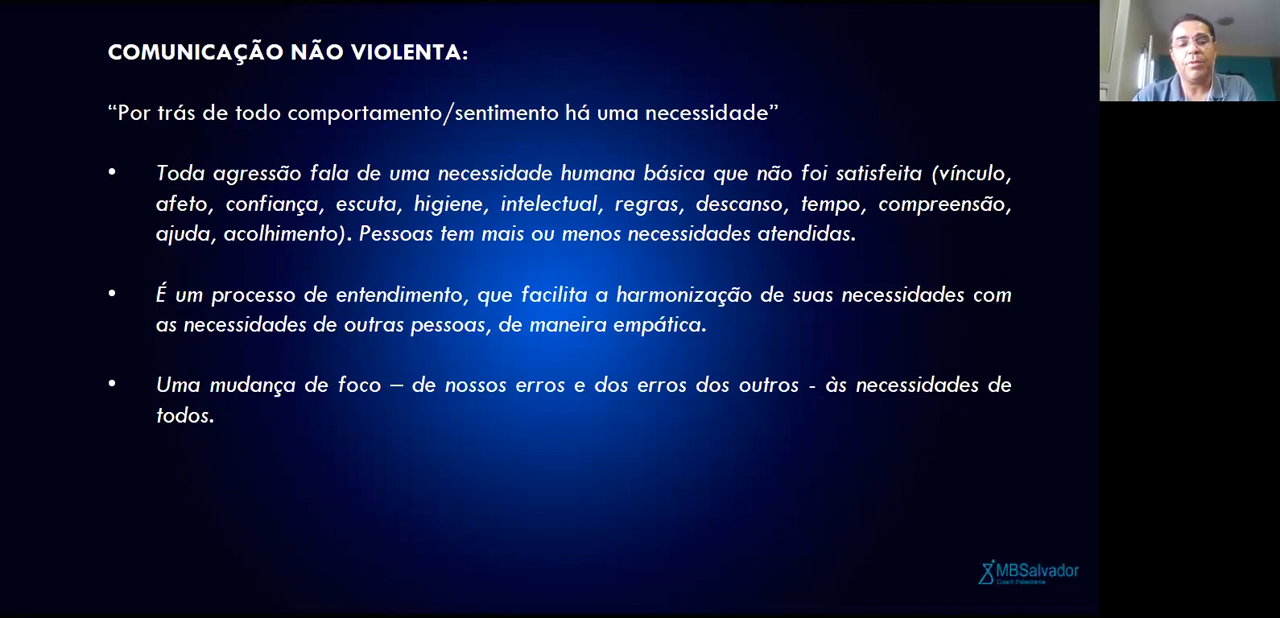 COMUNICAÇÃO NÃO VIOLENTA:
“Por trás de todo comportamento/sentimento há uma necessidade”
• Toda agressão fala de uma necessidade humana básica que não foi satisfeita (vínculo,
afeto, confiança, escuta, higiene, intelectual, regras, descanso, tempo, compreensão,
ajuda, acolhimento). Pessoas tem mais ou menos necessidades atendidas.
• É um processo de entendimento, que facilita a harmonização de suas necessidades com
as necessidades de outras pessoas, de maneira empática.
• Uma mudança de foco – de nossos erros e dos erros dos outros - às necessidades de
todos.
MBSalvador
Coach Palestrante